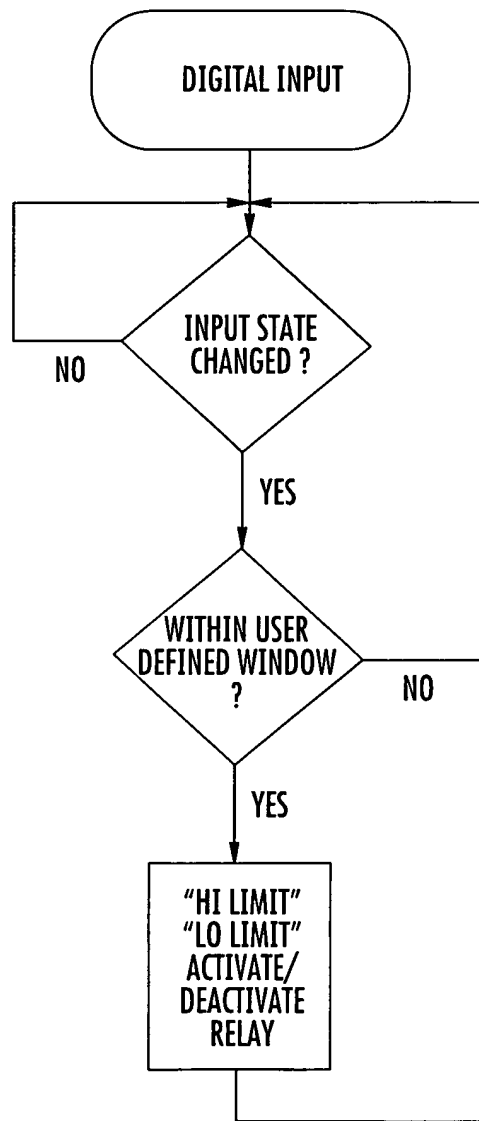 DIGITAL INPUT
INPUT STATE
CHANGED ?
NO
YES
WITHIN USER
DEFINED WINDOW
?
NO
YES
"HI LIMIT"
"LO LIMIT"
ACTIVATE/
DEACTIVATE
RELAY